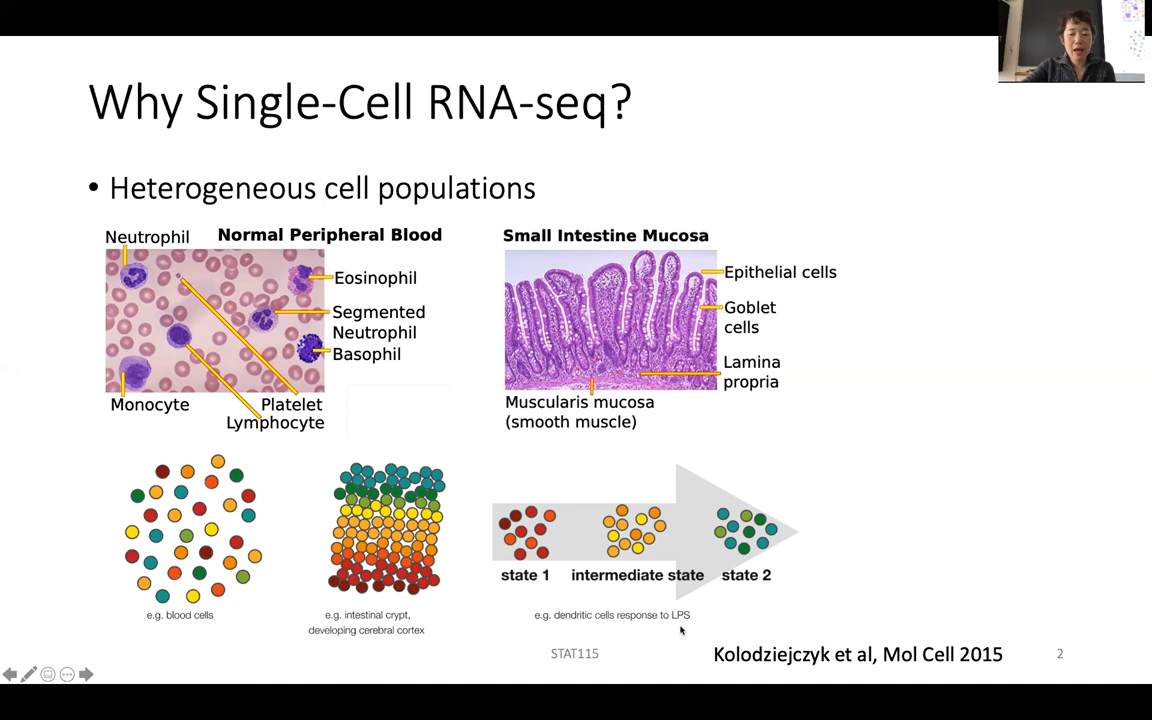 Why Single-Cell RNA-seq?
• Heterogeneous cell populations
Normal Peripheral Blood
Neutrophil
Eosinophil
Segmented
Neutrophil
Basophil
Monocyte
Platelet
Lymphocyte
Small Intestine Mucosa
Epithelial cells
Goblet
cells
Lamina
propria
Muscularis mucosa
(smooth muscle)
e.g. blood cells
e.g. intestinal crypt,
developing cerebral cortex
state 1 intermediate state state 2
e.g. dendritic cells response to LPS
STAT115
Kolodziejczyk et al, Mol Cell 2015
2